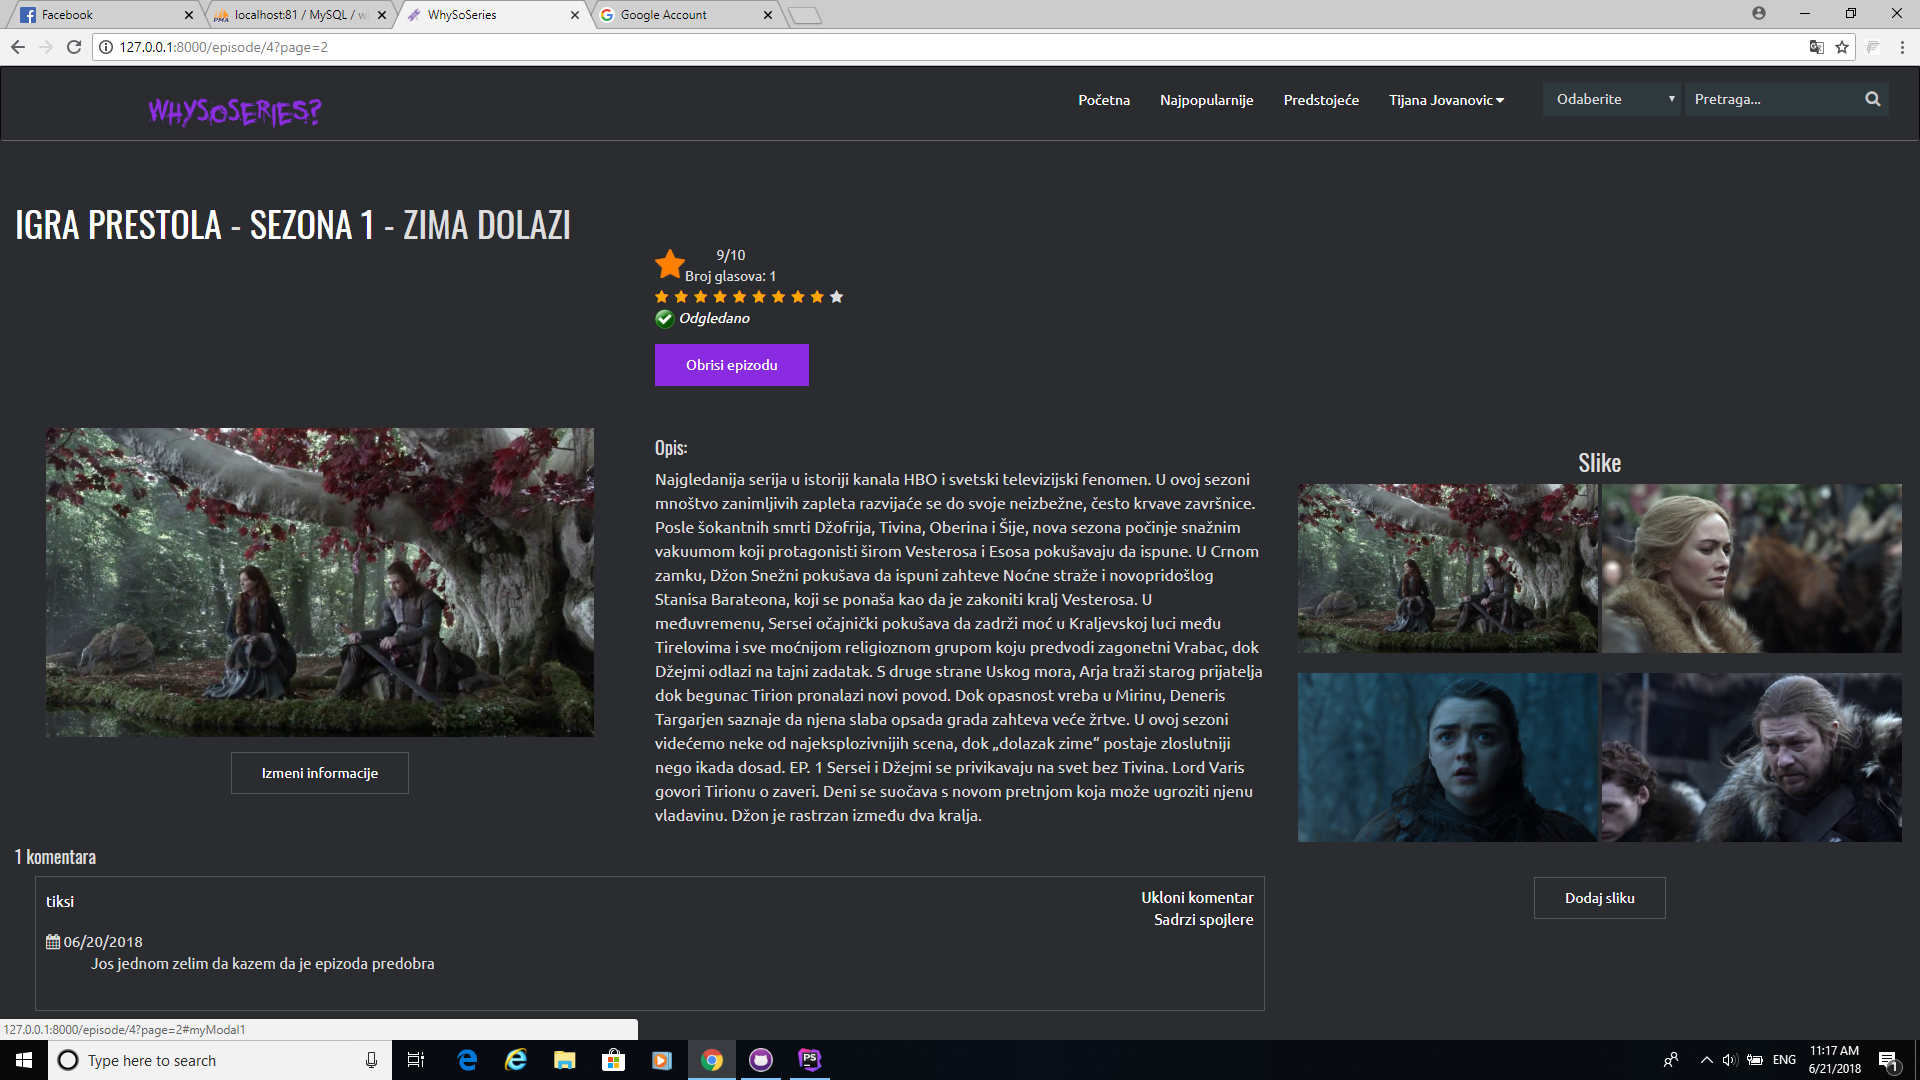 Facebook
localhost:81 / MySQL / w
WhySoSeries
Google Account
127.0.0.1:8000/episode/4?page=2
WHYSOSERIES?
Početna
Najpopularnije
Predstojeće
Tijana Jovanovic
Odaberite
Pretraga...
IGRA PRESTOLA - SEZONA 1 - ZIMA DOLAZI
9/10
Broj glasova: 1
Odgledano
Obrisi epizodu
Opis:
Najgledanija serija u istoriji kanala HBO i svetski televizijski fenomen. U ovoj sezoni
mnoštvo zanimljivih zapleta razvijaće se do svoje neizbežne, često krvave završnice.
Posle šokantnih smrti Džofrija, Tivina, Oberina i Šije, nova sezona počinje snažnim
vakuumom koji protagonisti širom Vesterosa i Esosa pokušavaju da ispune. U Crnom
zamku, Džon Snežni pokušava da ispuni zahteve Noćne straže i novopridošlog
Stanisa Barateona, koji se ponaša kao da je zakoniti kralj Vesterosa. U
međuvremenu, Sersei očajnički pokušava da zadrži moć u Kraljevskoj luci među
Tirelovima i sve moćnijom religioznom grupom koju predvodi zagonetni Vrabac, dok
Džejmi odlazi na tajni zadatak. S druge strane Uskog mora, Arja traži starog prijatelja
dok begunac Tirion pronalazi novi povod. Dok opasnost vreba u Mirinu, Deneris
Targarjen saznaje da njena slaba opsada grada zahteva veće žrtve. U ovoj sezoni
videćemo neke od najeksplozivnijih scena, dok „dolazak zime“ postaje zloslutniji
nego ikada dosad. EP. 1 Sersei i Džejmi se privikavaju na svet bez Tivina. Lord Varis
govori Tirionu o zaveri. Deni se suočava s novom pretnjom koja može ugroziti njenu
vladavinu. Džon je rastrzan između dva kralja.
Izmeni informacije
Slike
Dodaj sliku
1 komentara
tiksi
Ukloni komentar
Sadrzi spojlere
06/20/2018
Jos jednom zelim da kazem da je epizoda predobra
127.0.0.1:8000/episode/4?page=2#myModal1
Type here to search
PS
ENG
11:17 AM
6/21/2018
1